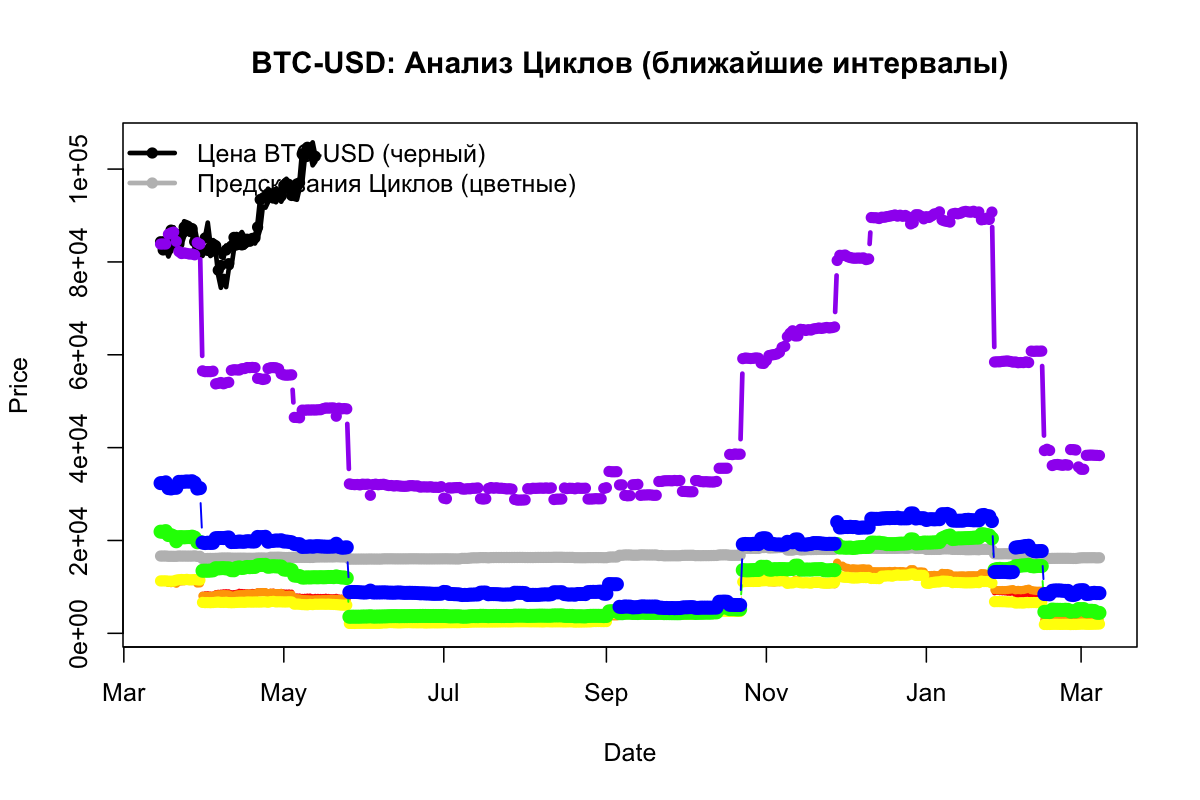 BTC-USD: Анализ Циклов (ближайшие интервалы)
Цена BTC-USD (черный)
Предсказания Циклов (цветные)
1e+05
8e+04
6e+04
4e+04
2e+04
0e+00
Price
Mar May Jul Sep Nov Jan Mar
Date